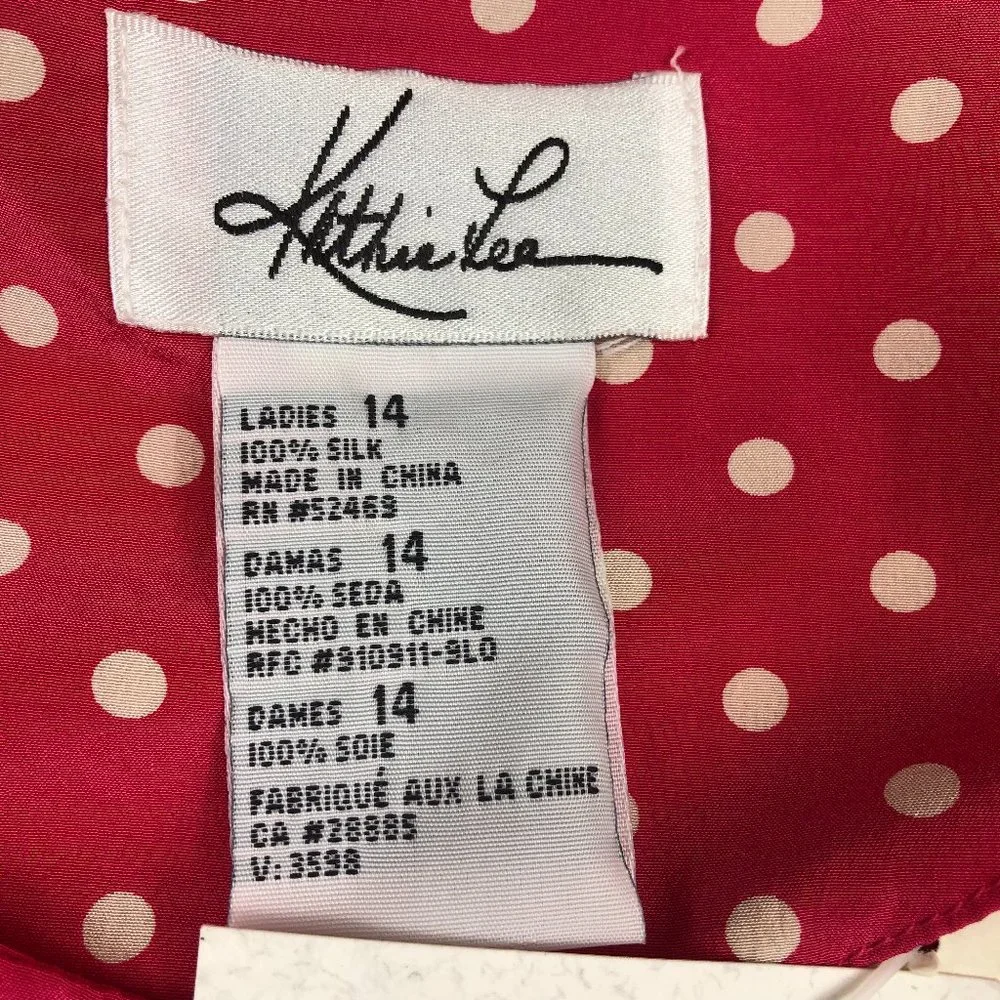 Kathie Lee
LADIES 14
100% SILK
MADE IN CHINA
RN #52469
DAMAS 14
100% SEDA
HECHO EN CHINE
RFC #910911-9L0
DAMES 14
100% SOIE
FABRIQUÉ AUX LA CHINE
CA #28885
V: 3598